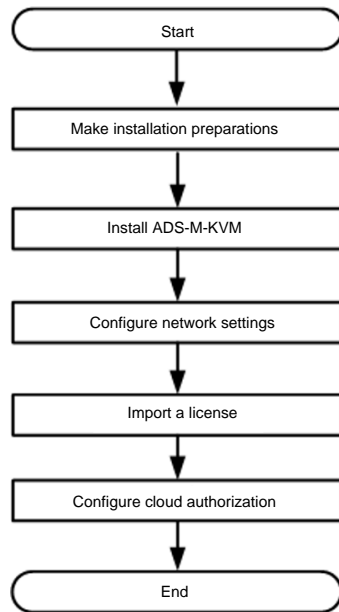 Start
Make installation preparations
Install ADS-M-KVM
Configure network settings
Import a license
Configure cloud authorization
End